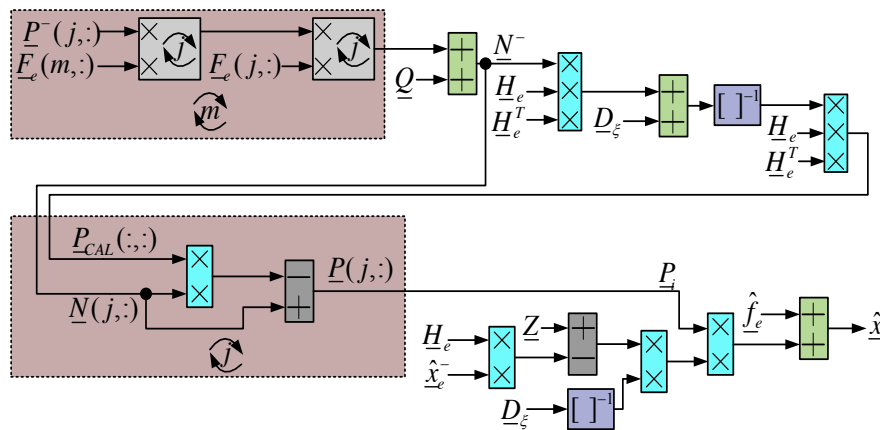 P⁻(j,:)
× × j
F_e(m,:)
F_e(j,:)
× × j
m
Q
+ +
N⁻
H_e
H_e^T
× × ×
D_ξ
+ +
[ ]⁻¹
H_e
H_e^T
× × ×
P_CAL(:,:)
N(j,:)
× ×
− +
P(j,:)
j
P_i
H_e
x̂_e⁻
× ×
Z
+ −
D_ξ
[ ]⁻¹
× ×
× ×
f̂_e
+ +
x̂